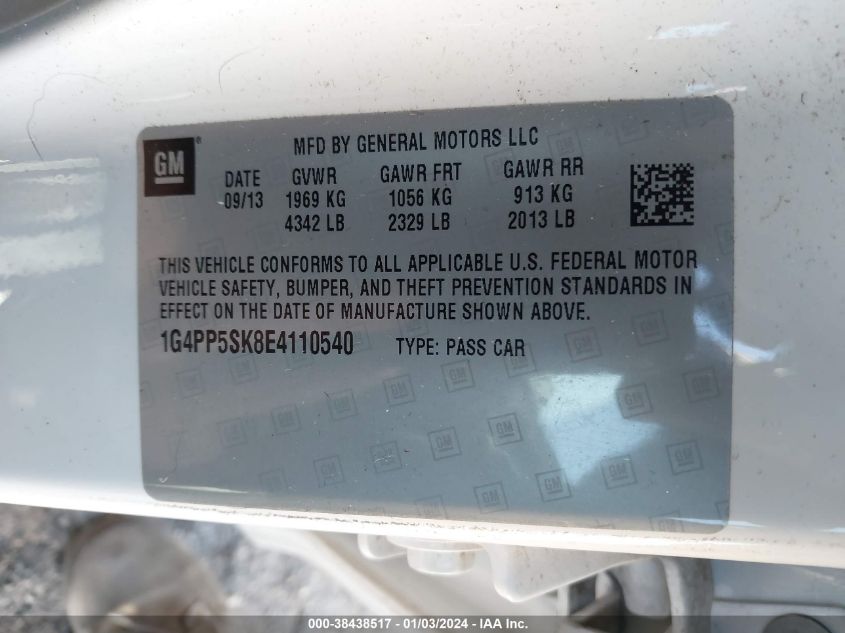 GM
MFD BY GENERAL MOTORS LLC
DATE GVWR GAWR FRT GAWR RR
09/13 1969 KG 1056 KG 913 KG
4342 LB 2329 LB 2013 LB
THIS VEHICLE CONFORMS TO ALL APPLICABLE U.S. FEDERAL MOTOR
VEHICLE SAFETY, BUMPER, AND THEFT PREVENTION STANDARDS IN
EFFECT ON THE DATE OF MANUFACTURE SHOWN ABOVE.
1G4PP5SK8E4110540 TYPE: PASS CAR
000-38438517 - 01/03/2024 - IAA Inc.